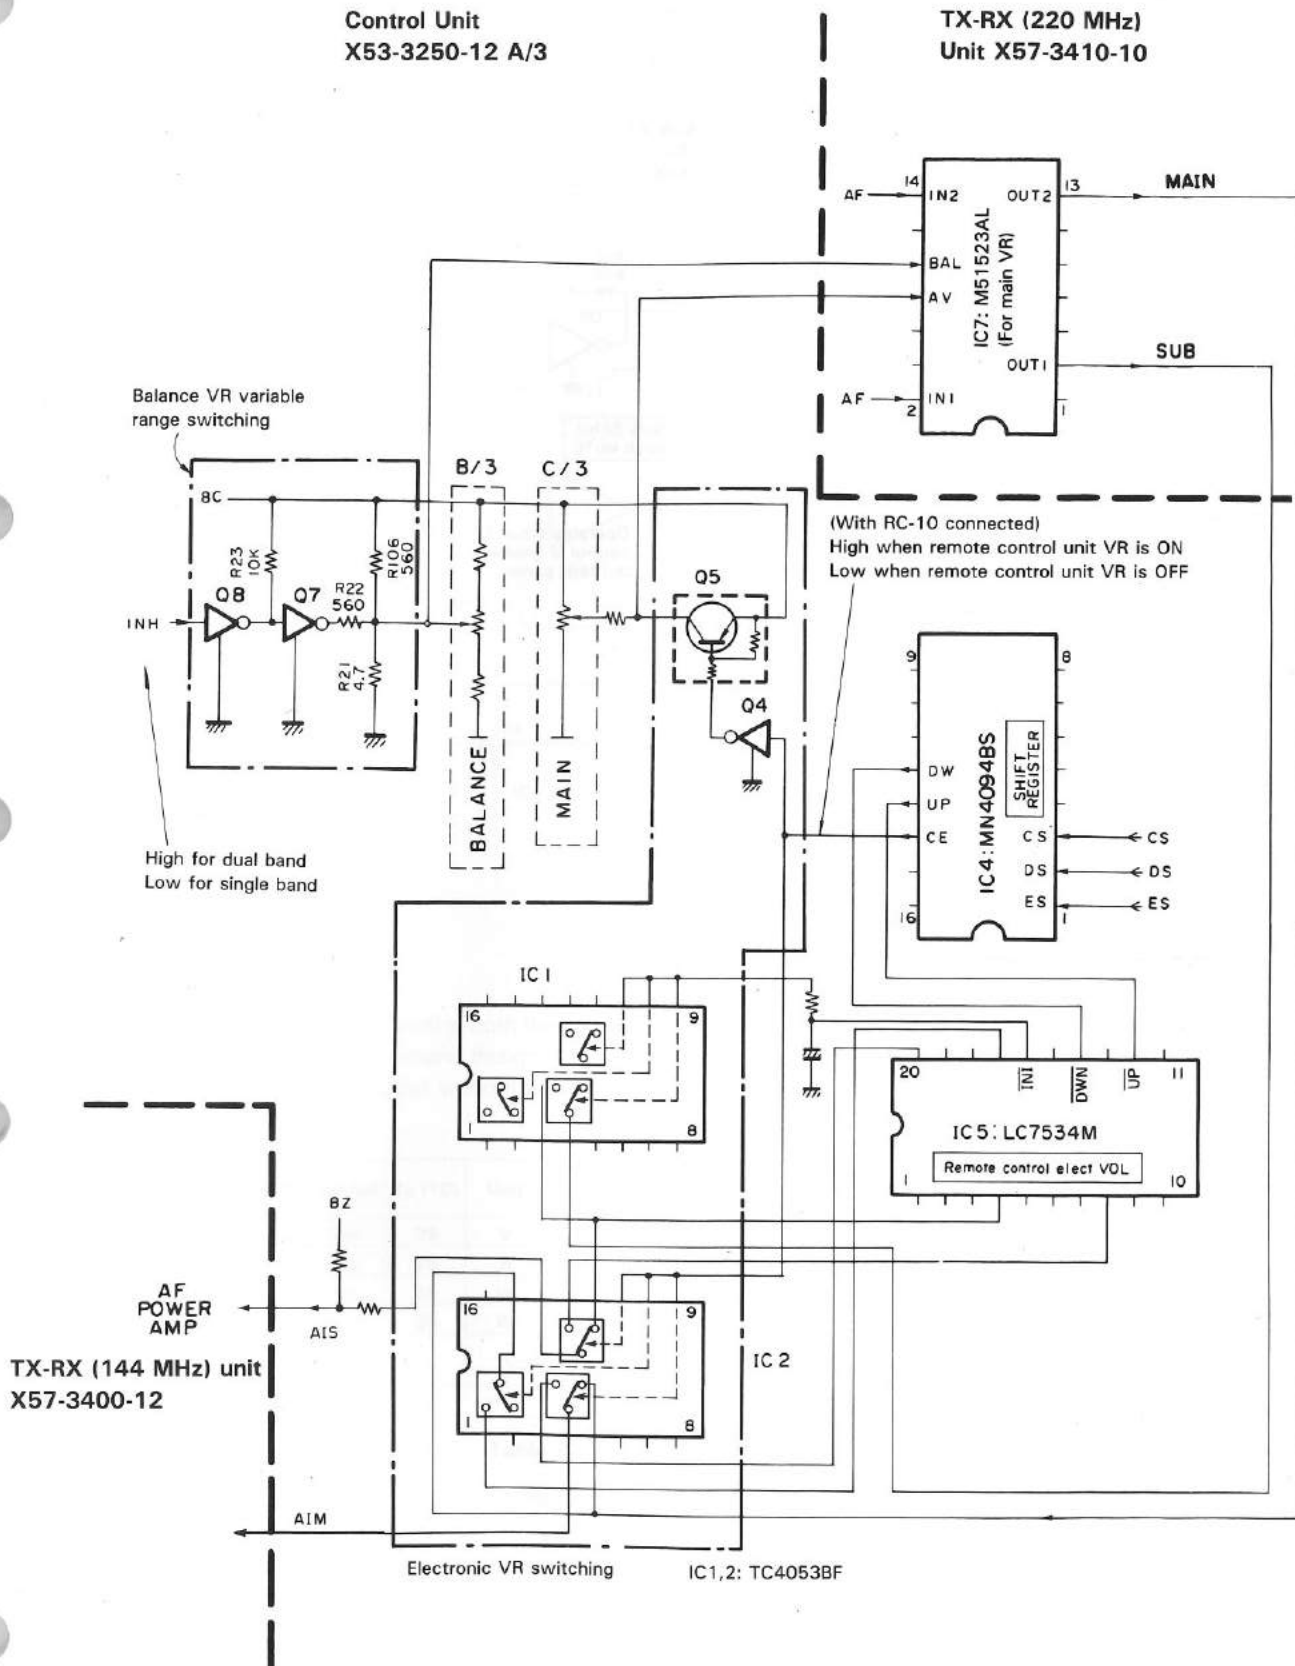 Control Unit
X53-3250-12 A/3
TX-RX (220 MHz)
Unit X57-3410-10
14
13
MAIN
AF
IN2
OUT2
BAL
AV
IC7: M51523AL
(For main VR)
SUB
OUT1
AF
IN1
2
1
Balance VR variable
range switching
B/3
C/3
8C
R23
10K
R106
560
Q8
Q7
R22
560
INH
R21
4.7
Q5
Q4
BALANCE
MAIN
(With RC-10 connected)
High when remote control unit VR is ON
Low when remote control unit VR is OFF
9
8
DW
UP
CE
IC4:MN4094BS
SHIFT
REGISTER
CS
CS
DS
DS
ES
ES
16
1
High for dual band
Low for single band
IC1
16
9
1
8
20
INI
DWN
UP
11
IC5:LC7534M
Remote control elect VOL
1
10
BZ
AF
POWER
AMP
AIS
TX-RX (144 MHz) unit
X57-3400-12
16
9
IC2
1
8
AIM
Electronic VR switching
IC1,2: TC4053BF